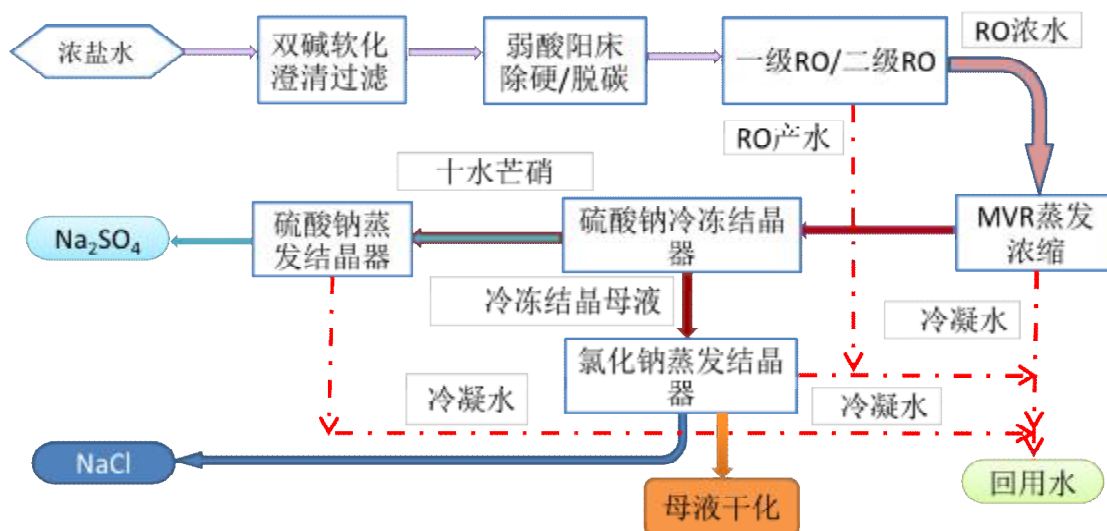 浓盐水
双碱软化
澄清过滤
弱酸阳床
除硬/脱碳
一级RO/二级RO
RO浓水
RO产水
十水芒硝
Na₂SO₄
硫酸钠蒸
发结晶器
硫酸钠冷冻结晶
器
MVR蒸发
浓缩
冷冻结晶母液
冷凝水
氯化钠蒸发结晶
器
冷凝水
冷凝水
NaCl
母液干化
回用水